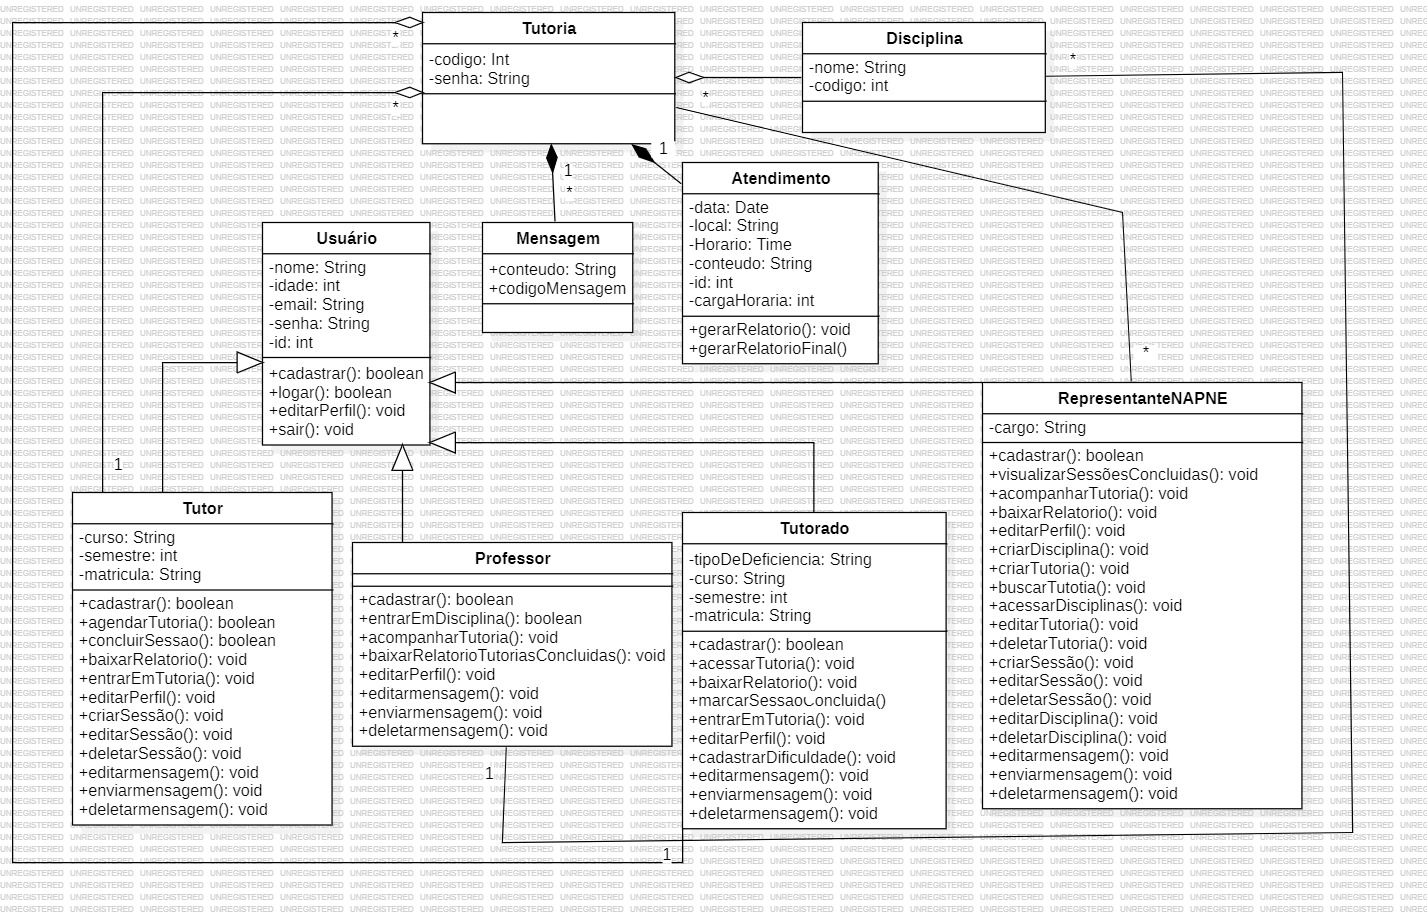 Tutoria
-codigo: Int
-senha: String
*
*
*
1
1
*
Disciplina
-nome: String
-codigo: int
*
Atendimento
-data: Date
-local: String
-Horario: Time
-conteudo: String
-id: int
-cargaHoraria: int
+gerarRelatorio(): void
+gerarRelatorioFinal()
Usuário
-nome: String
-idade: int
-email: String
-senha: String
-id: int
+cadastrar(): boolean
+logar(): boolean
+editarPerfil(): void
+sair(): void
Mensagem
+conteudo: String
+codigoMensagem
*
RepresentanteNAPNE
-cargo: String
+cadastrar(): boolean
+visualizarSessõesConcluidas(): void
+acompanharTutoria(): void
+baixarRelatorio(): void
+editarPerfil(): void
+criarDisciplina(): void
+criarTutoria(): void
+buscarTutotia(): void
+acessarDisciplinas(): void
+editarTutoria(): void
+deletarTutoria(): void
+criarSessão(): void
+editarSessão(): void
+deletarSessão(): void
+editarDisciplina(): void
+deletarDisciplina(): void
+editarmensagem(): void
+enviarmensagem(): void
+deletarmensagem(): void
1
Tutor
-curso: String
-semestre: int
-matricula: String
+cadastrar(): boolean
+agendarTutoria(): boolean
+concluirSessao(): boolean
+baixarRelatorio(): void
+entrarEmTutoria(): void
+editarPerfil(): void
+criarSessão(): void
+editarSessão(): void
+deletarSessão(): void
+editarmensagem(): void
+enviarmensagem(): void
+deletarmensagem(): void
Professor
+cadastrar(): boolean
+entrarEmDisciplina(): boolean
+acompanharTutoria(): void
+baixarRelatorioTutoriasConcluidas(): void
+editarPerfil(): void
+editarmensagem(): void
+enviarmensagem(): void
+deletarmensagem(): void
1
Tutorado
-tipoDeDeficiencia: String
-curso: String
-semestre: int
-matricula: String
+cadastrar(): boolean
+acessarTutoria(): void
+baixarRelatorio(): void
+marcarSessaoConcluida()
+entrarEmTutoria(): void
+editarPerfil(): void
+cadastrarDificuldade(): void
+editarmensagem(): void
+enviarmensagem(): void
+deletarmensagem(): void
1
UNREGISTERED